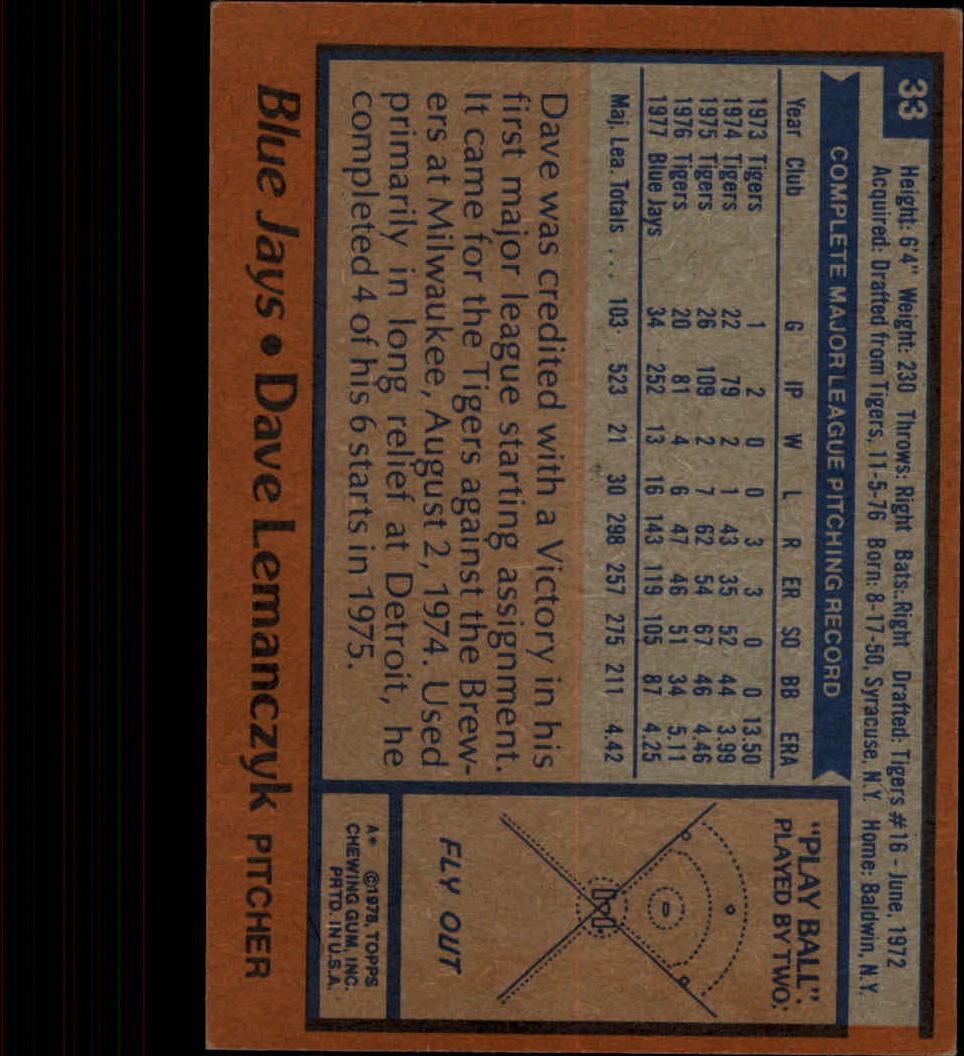 33
Height: 6'4" Weight: 230 Throws: Right Bats: Right Drafted: Tigers #16 - June, 1972
Acquired: Drafted from Tigers, 11-5-76 Born: 8-17-50, Syracuse, N.Y. Home: Baldwin, N.Y.
COMPLETE MAJOR LEAGUE PITCHING RECORD
Year Club G IP W L R ER SO BB ERA
1973 Tigers 1 2 0 0 3 3 0 0 13.50
1974 Tigers 22 79 2 1 43 35 52 44 3.99
1975 Tigers 26 109 2 7 62 54 67 46 4.46
1976 Tigers 20 81 4 6 47 46 51 34 5.11
1977 Blue Jays 34 252 13 16 143 119 105 87 4.25
Maj. Lea. Totals ... 103 523 21 30 298 257 275 211 4.42
Dave was credited with a Victory in his
first major league starting assignment.
It came for the Tigers against the Brew-
ers at Milwaukee, August 2, 1974. Used
primarily in long relief at Detroit, he
completed 4 of his 6 starts in 1975.
"PLAY BALL".
PLAYED BY TWO.
FLY OUT
A* ©1978, TOPPS
CHEWING GUM, INC.
PRTD. IN U.S.A.
Blue Jays • Dave Lemanczyk PITCHER